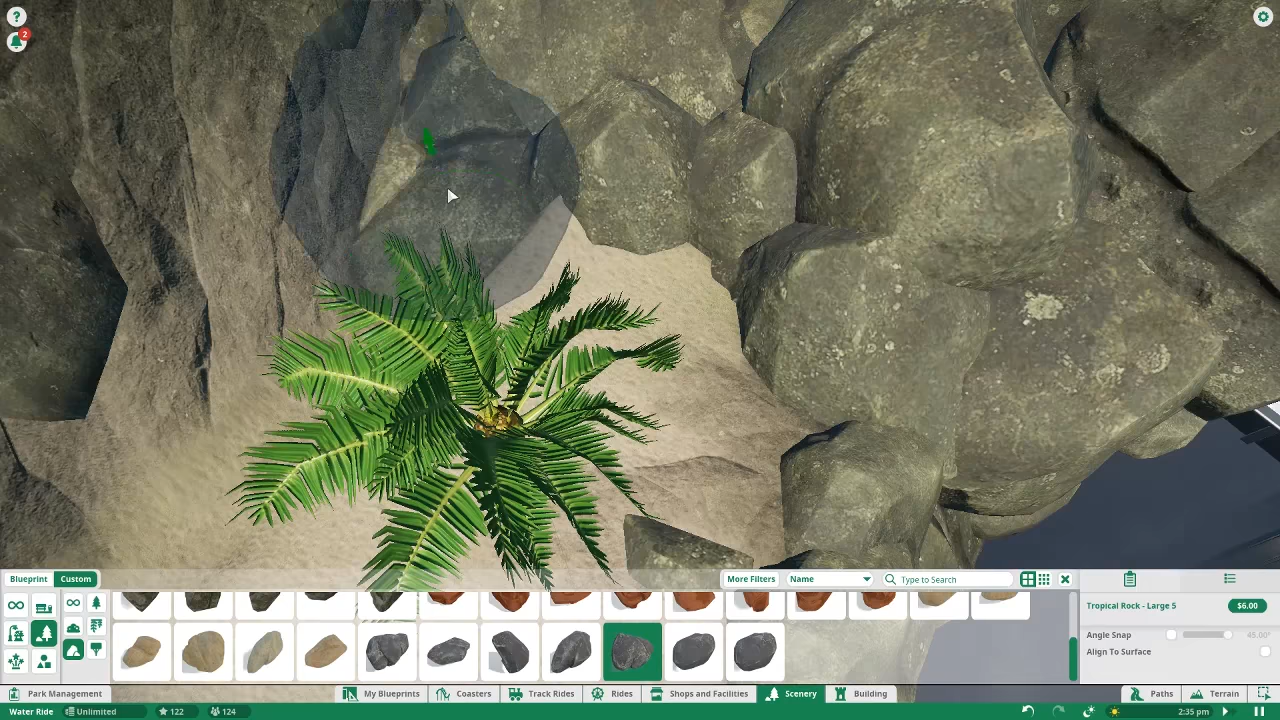 ?
2
Blueprint Custom More Filters Name Type to Search
Tropical Rock - Large 5 $6.00
Angle Snap 45.00°
Align To Surface
Park Management My Blueprints Coasters Track Rides Rides Shops and Facilities Scenery Building Paths Terrain
Water Ride Unlimited 122 124 2:35 pm